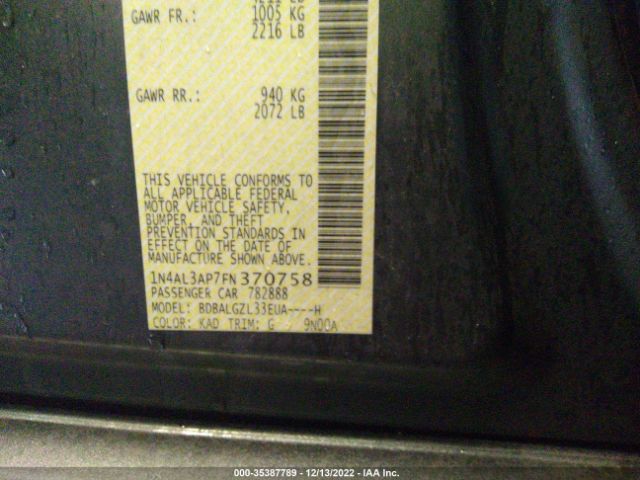 GAWR FR.: 1005 KG
2216 LB
GAWR RR.: 940 KG
2072 LB
THIS VEHICLE CONFORMS TO
ALL APPLICABLE FEDERAL
MOTOR VEHICLE SAFETY,
BUMPER, AND THEFT
PREVENTION STANDARDS IN
EFFECT ON THE DATE OF
MANUFACTURE SHOWN ABOVE.
1N4AL3AP7FN370758
PASSENGER CAR 782888
MODEL: BDBALGZL33EUA----H
COLOR: KAD TRIM: G 9N00A
000-35387789 - 12/13/2022 - IAA Inc.